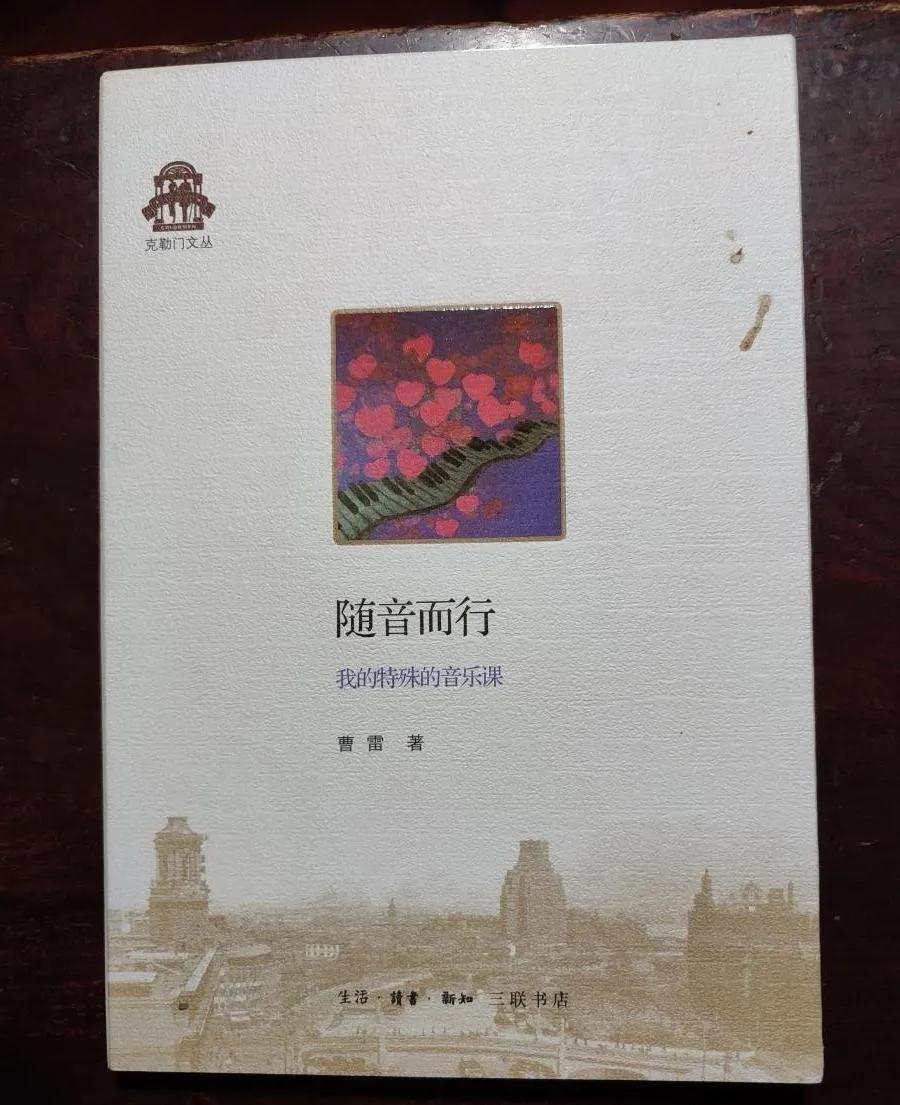 克勒门文丛
随音而行
我的特殊的音乐课
曹雷 著
生活·讀書·新知 三联书店